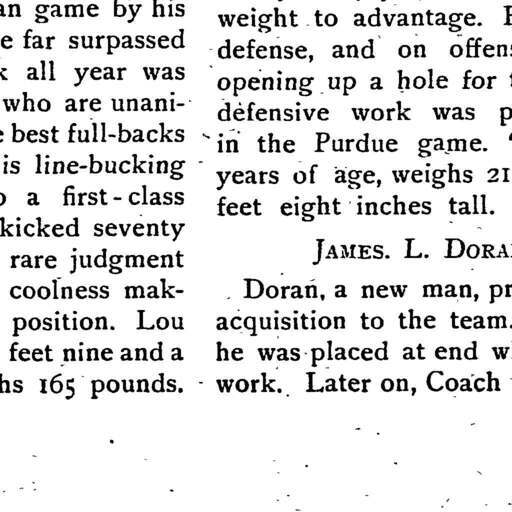 an game by his
e far surpassed
k all year was
who are unani-
e best full-backs
is line-bucking
o a first-class
kicked seventy
rare judgment
coolness mak-
position. Lou
feet nine and a
hs 165 pounds.
weight to advantage.
defense, and on offens
opening up a hole for
defensive work was p
in the Purdue game.
years of age, weighs 21
feet eight inches tall.
JAMES. L. DORA
Doran, a new man, pr
acquisition to the team.
he was placed at end w
work. Later on, Coach